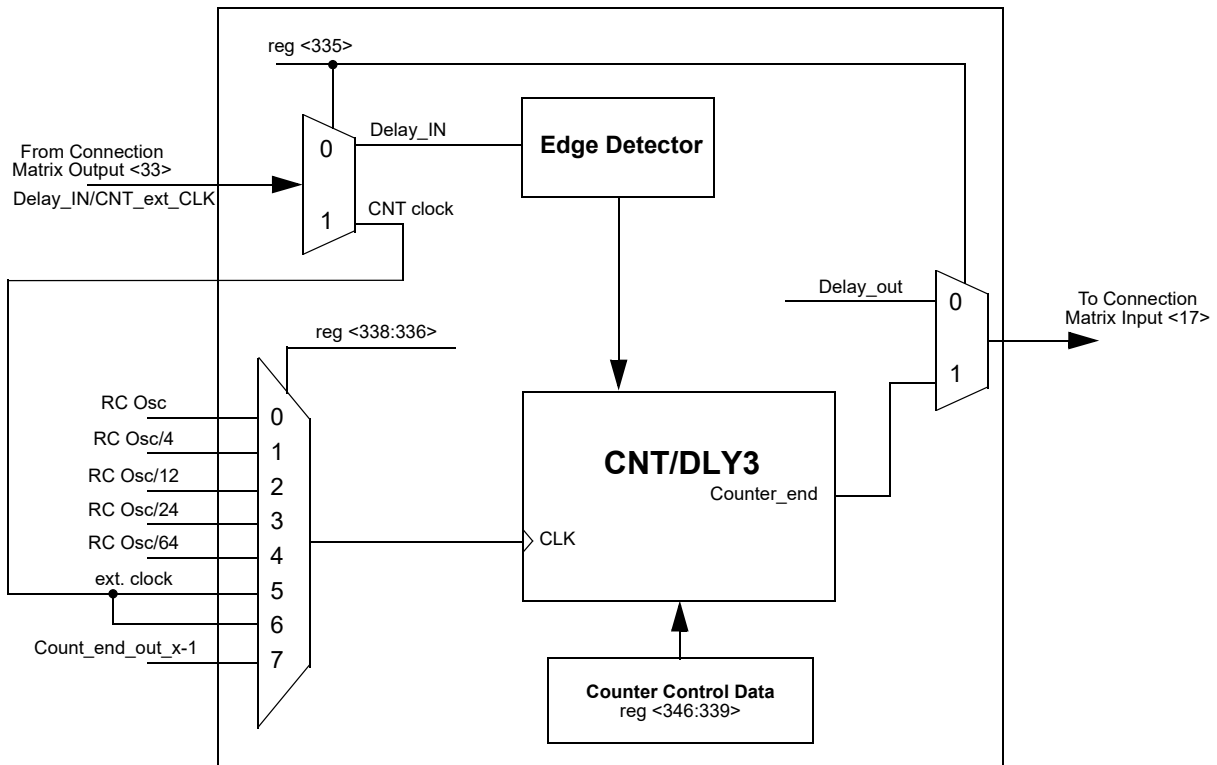 reg <335>
From Connection
Matrix Output <33>
Delay_IN/CNT_ext_CLK
0
1
Delay_IN
CNT clock
Edge Detector
Delay_out
0
1
To Connection
Matrix Input <17>
reg <338:336>
RC Osc
RC Osc/4
RC Osc/12
RC Osc/24
RC Osc/64
ext. clock
Count_end_out_x-1
0
1
2
3
4
5
6
7
CNT/DLY3
Counter_end
CLK
Counter Control Data
reg <346:339>